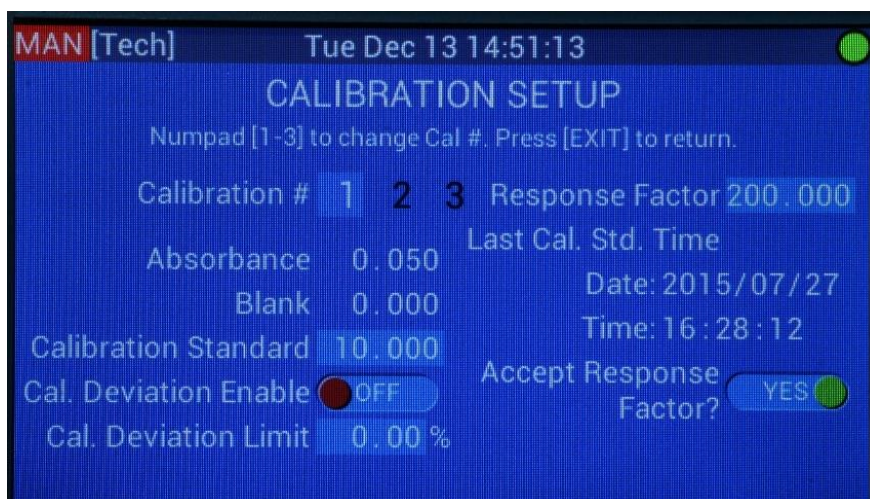 MAN [Tech] Tue Dec 13 14:51:13
CALIBRATION SETUP
Numpad [1-3] to change Cal #. Press [EXIT] to return.
Calibration # 1 2 3 Response Factor 200.000
Last Cal. Std. Time
Absorbance 0.050
Date: 2015/07/27
Blank 0.000
Time: 16:28:12
Calibration Standard 10.000
Accept Response Factor? YES
Cal. Deviation Enable OFF
Cal. Deviation Limit 0.00 %